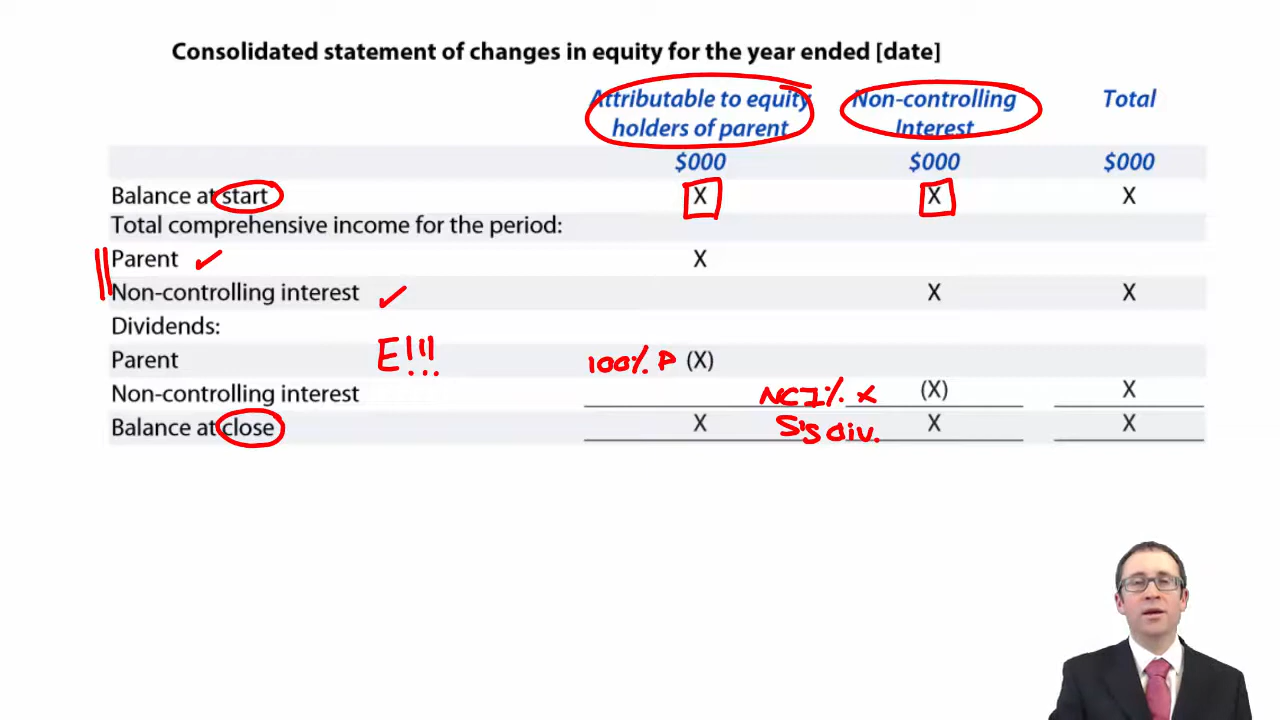 Consolidated statement of changes in equity for the year ended [date]
Attributable to equity Non-controlling Total
holders of parent Interest
$000 $000 $000
Balance at start X X X
Total comprehensive income for the period:
Parent X
Non-controlling interest X X
Dividends:
Parent E!!! 100% P (X)
Non-controlling interest NCI% x (X) X
Balance at close X S's div. X X